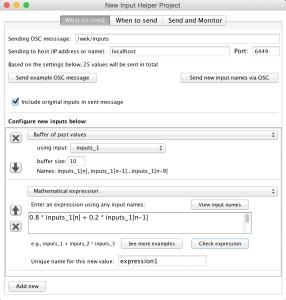 New Input Helper Project
What to send When to send Send and Monitor
Sending OSC messsage: /wek/inputs
Sending to host (IP address or name): localhost Port: 6449
Based on the settings below, 25 values will be sent in total
Send example OSC message Send new input names via OSC
Include original inputs in sent message
Configure new inputs below:
Buffer of past values
using input: inputs_1
buffer size: 10
Names: inputs_1[n], inputs_1[n-1]...inputs_1[n-9]
Mathematical expression
Enter an expression using any input names: View input names
0.8 * inputs_1[n] + 0.2 * inputs_1[n-1]
e.g., inputs_1 + inputs_2 * inputs_3 See more examples Check expression
Unique name for this new value: expression1
Add new